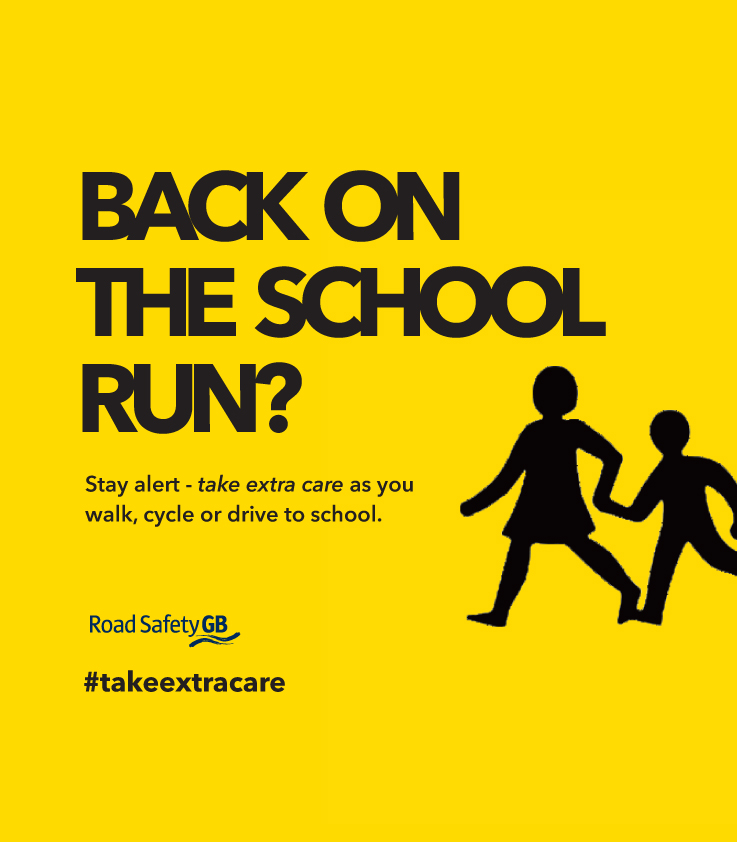 BACK ON
THE SCHOOL
RUN?
Stay alert - take extra care as you
walk, cycle or drive to school.
Road Safety GB
#takeextracare